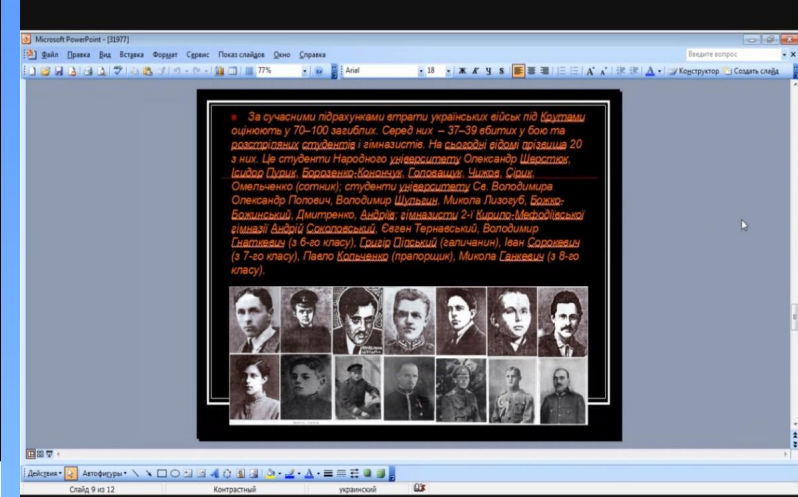 Microsoft PowerPoint - [31977]
Файл Правка Вид Вставка Формат Сервис Показ слайдов Окно Справка
Введите вопрос
77% Arial 18 Ж К Ч S Конструктор Создать слайд
За сучасними підрахунками втрати українських військ під Крутами
оцінюють у 70–100 загиблих. Серед них – 37–39 вбитих у бою та
розстріляних студентів і гімназистів. На сьогодні відомі прізвища 20
з них. Це студенти Народного університету Олександр Шерстюк,
Ісидор Пурик, Борозенко-Конончук, Головащук, Чижов, Сірик,
Омельченко (сотник); студенти університету Св. Володимира
Олександр Попович, Володимир Шульгин, Микола Лизогуб, Божко-
Божинський, Дмитренко, Андріїв; гімназисти 2-ї Кирило-Мефодіївської
гімназії Андрій Соколовський, Євген Тернавський, Володимир
Гнаткевич (з 6-го класу), Григір Піпський (галичанин), Іван Сорокевич
(з 7-го класу), Павло Кольченко (прапорщик), Микола Ганкевич (з 8-го
класу).
Действия Автофигуры
Слайд 9 из 12 Контрастный украинский